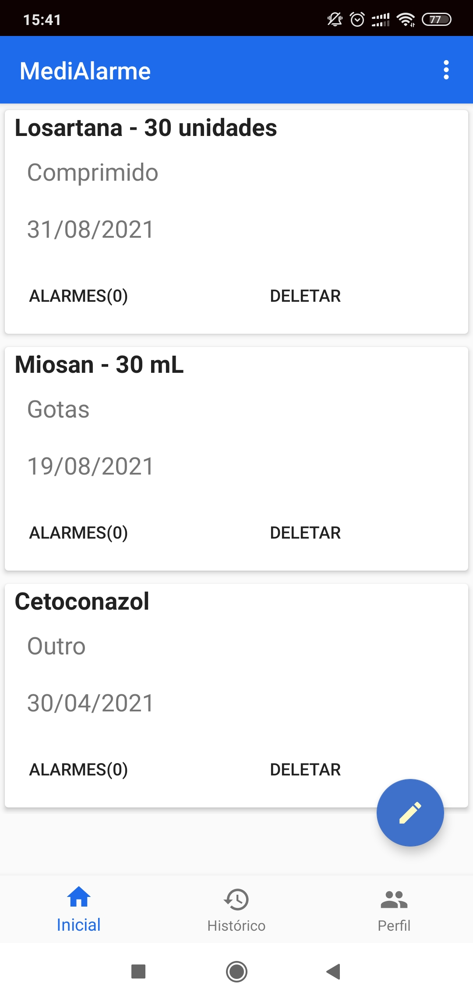 15:41
77
MediAlarme
Losartana - 30 unidades
Comprimido
31/08/2021
ALARMES(0) DELETAR
Miosan - 30 mL
Gotas
19/08/2021
ALARMES(0) DELETAR
Cetoconazol
Outro
30/04/2021
ALARMES(0) DELETAR
Inicial Histórico Perfil